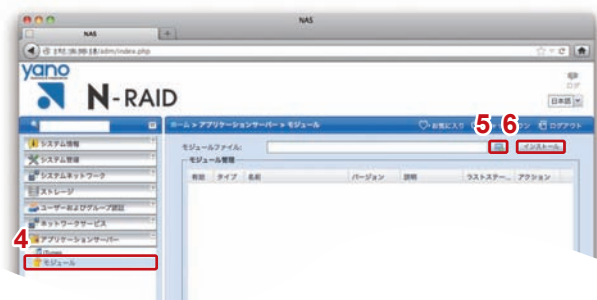 NAS
NAS
/adm/index.php
yano
N-RAID
日本語
ホーム > アプリケーションサーバー > モジュール
ログアウト
システム情報
システム管理
システムネットワーク
ストレージ
ユーザーおよびグループ認証
ネットワークサービス
4
アプリケーションサーバー
iTunes
モジュール
モジュールファイル:
5
6
インストール
モジュール管理
有効 タイプ 名前 バージョン 説明 ラストステー... アクション